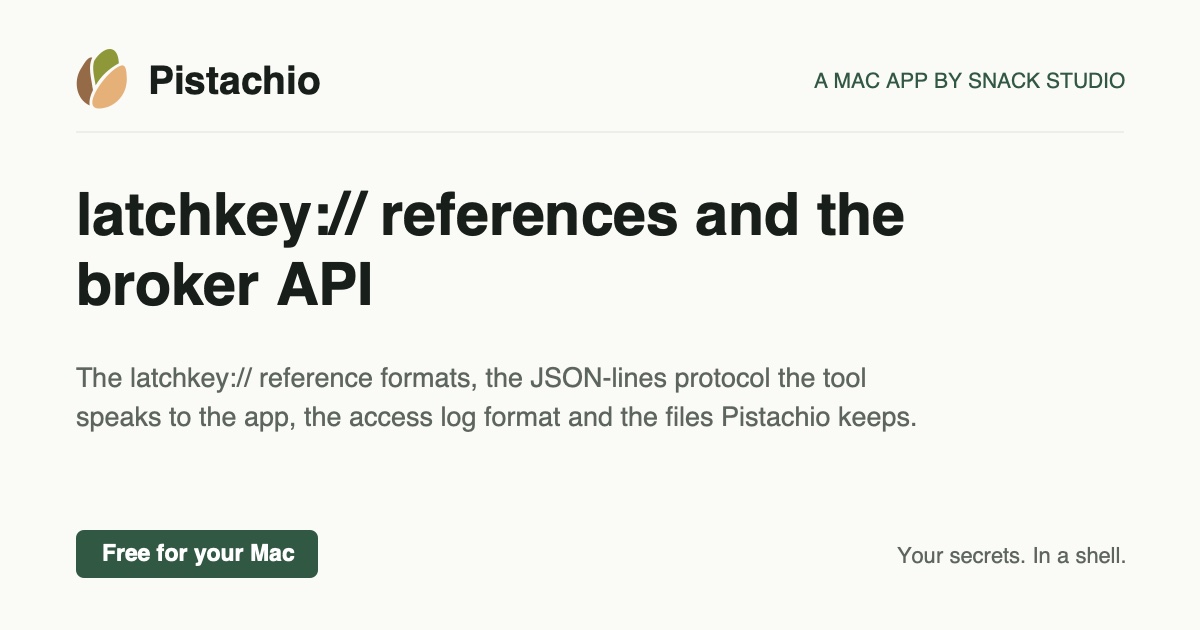 Pistachio
A MAC APP BY SNACK STUDIO
latchkey:// references and the
broker API
The latchkey:// reference formats, the JSON-lines protocol the tool
speaks to the app, the access log format and the files Pistachio keeps.
Free for your Mac
Your secrets. In a shell.